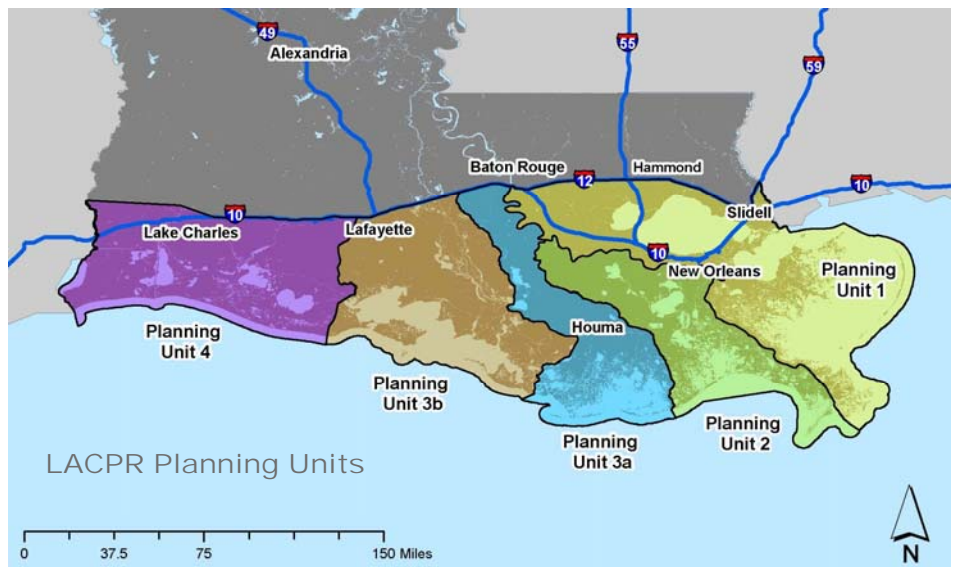 49
Alexandria
55
59
Baton Rouge
Hammond
12
10
Slidell
10
Lake Charles
Lafayette
10
New Orleans
Planning
Unit 1
Houma
Planning
Unit 4
Planning
Unit 3b
Planning
Unit 3a
Planning
Unit 2
LACPR Planning Units
0 37.5 75 150 Miles
N